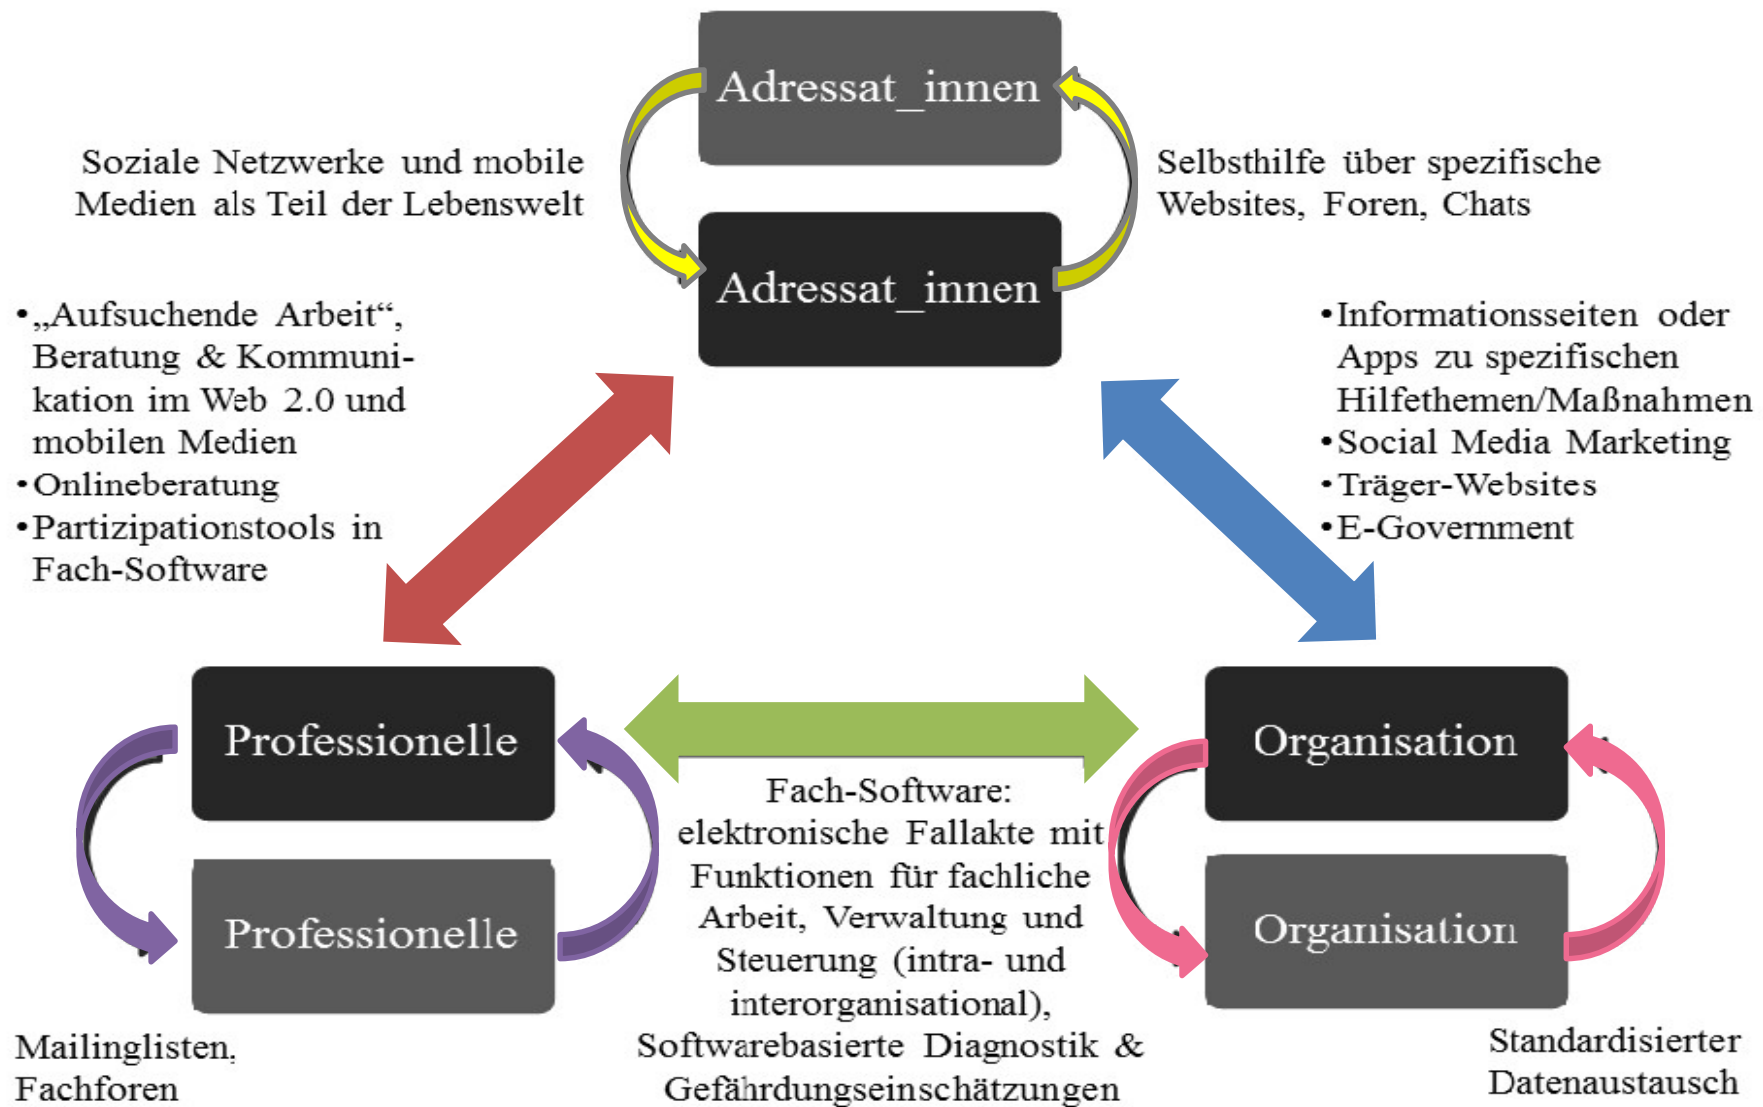 Adressat_innen
Soziale Netzwerke und mobile
Medien als Teil der Lebenswelt
Selbsthilfe über spezifische
Websites, Foren, Chats
Adressat_innen
•„Aufsuchende Arbeit“,
Beratung & Kommuni-
kation im Web 2.0 und
mobilen Medien
•Onlineberatung
•Partizipationstools in
Fach-Software
•Informationsseiten oder
Apps zu spezifischen
Hilfethemen/Maßnahmen
•Social Media Marketing
•Träger-Websites
•E-Government
Professionelle
Organisation
Fach-Software:
elektronische Fallakte mit
Funktionen für fachliche
Arbeit, Verwaltung und
Steuerung (intra- und
interorganisational),
Softwarebasierte Diagnostik &
Gefährdungseinschätzungen
Professionelle
Organisation
Mailinglisten,
Fachforen
Standardisierter
Datenaustausch